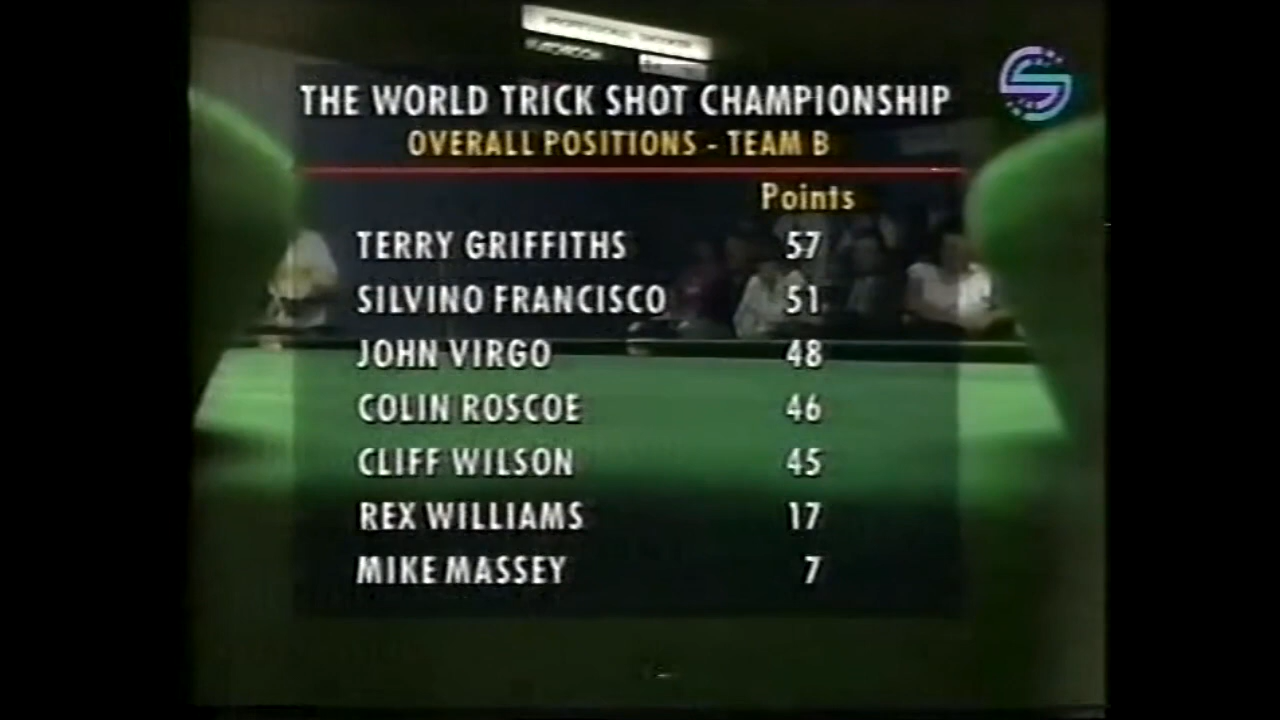 THE WORLD TRICK SHOT CHAMPIONSHIP
OVERALL POSITIONS - TEAM B
Points
TERRY GRIFFITHS 57
SILVINO FRANCISCO 51
JOHN VIRGO 48
COLIN ROSCOE 46
CLIFF WILSON 45
REX WILLIAMS 17
MIKE MASSEY 7